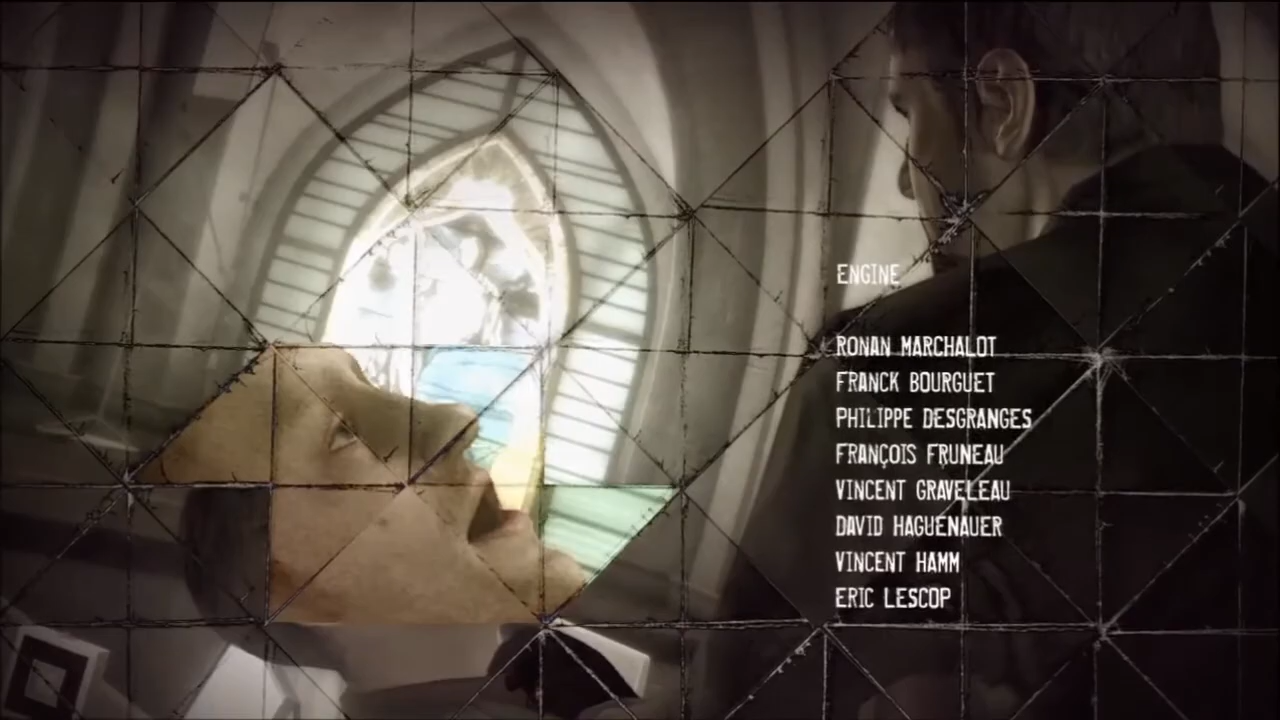 ENGINE
RONAN MARCHALOT
FRANCK BOURGUET
PHILIPPE DESGRANGES
FRANÇOIS FRUNEAU
VINCENT GRAVELEAU
DAVID HAGUENAUER
VINCENT HAMM
ERIC LESCOP